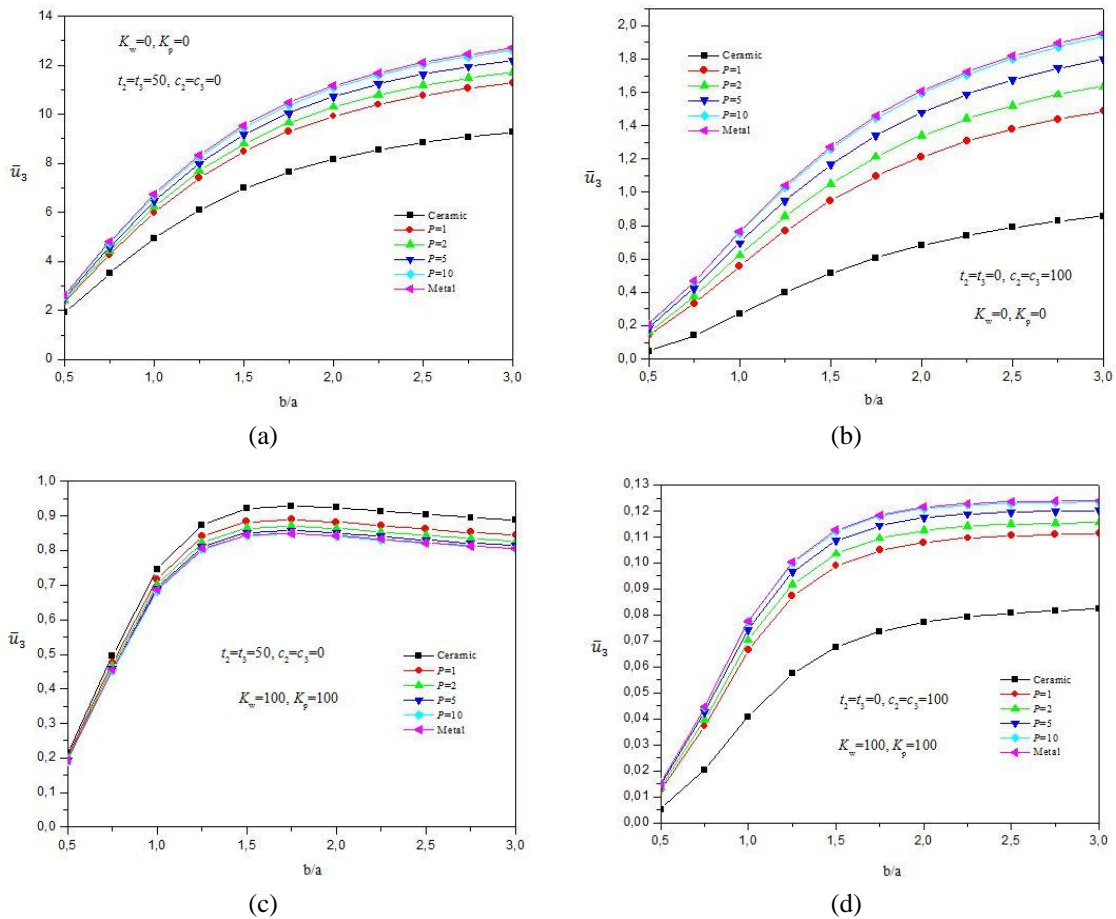 14
12
10
8
6
4
2
0
ū₃
K_w=0, K_p=0
t₂=t₃=50, c₂=c₃=0
Ceramic
P=1
P=2
P=5
P=10
Metal
0,5 1,0 1,5 2,0 2,5 3,0
b/a
(a)
2,0
1,8
1,6
1,4
1,2
1,0
0,8
0,6
0,4
0,2
0,0
ū₃
Ceramic
P=1
P=2
P=5
P=10
Metal
t₂=t₃=0, c₂=c₃=100
K_w=0, K_p=0
0,5 1,0 1,5 2,0 2,5 3,0
b/a
(b)
1,0
0,9
0,8
0,7
0,6
0,5
0,4
0,3
0,2
0,1
0,0
ū₃
t₂=t₃=50, c₂=c₃=0
K_w=100, K_p=100
Ceramic
P=1
P=2
P=5
P=10
Metal
0,5 1,0 1,5 2,0 2,5 3,0
b/a
(c)
0,13
0,12
0,11
0,10
0,09
0,08
0,07
0,06
0,05
0,04
0,03
0,02
0,01
0,00
ū₃
Ceramic
P=1
P=2
P=5
P=10
Metal
t₂=t₃=0, c₂=c₃=100
K_w=100, K_p=100
0,5 1,0 1,5 2,0 2,5 3,0
b/a
(d)